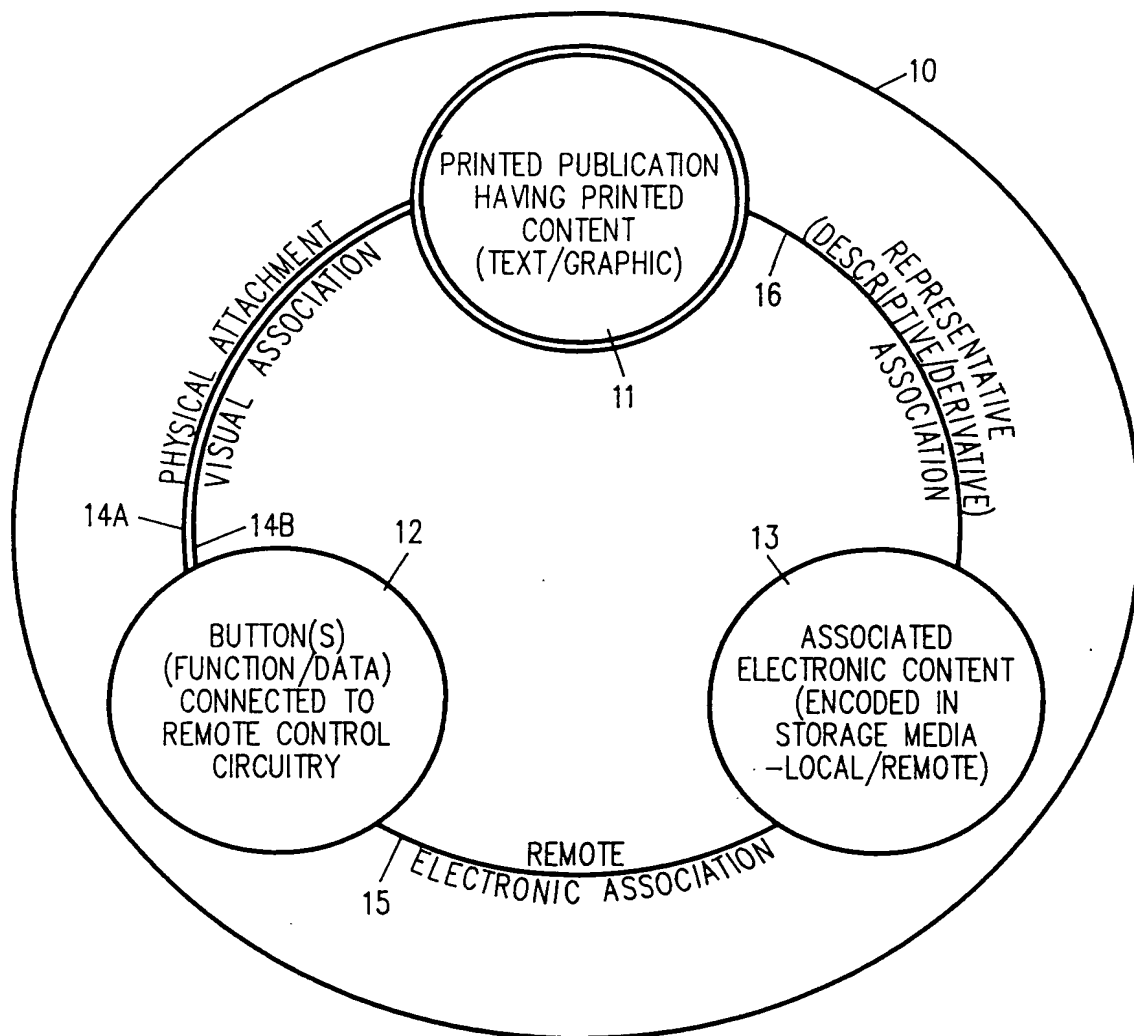 10
PRINTED PUBLICATION
HAVING PRINTED
CONTENT
(TEXT/GRAPHIC)
11
PHYSICAL ATTACHMENT
VISUAL ASSOCIATION
16
REPRESENTATIVE
(DESCRIPTIVE/DERIVATIVE)
ASSOCIATION
14A
14B
12
13
BUTTON(S)
(FUNCTION/DATA)
CONNECTED TO
REMOTE CONTROL
CIRCUITRY
ASSOCIATED
ELECTRONIC CONTENT
(ENCODED IN
STORAGE MEDIA
-LOCAL/REMOTE)
15
REMOTE
ELECTRONIC ASSOCIATION